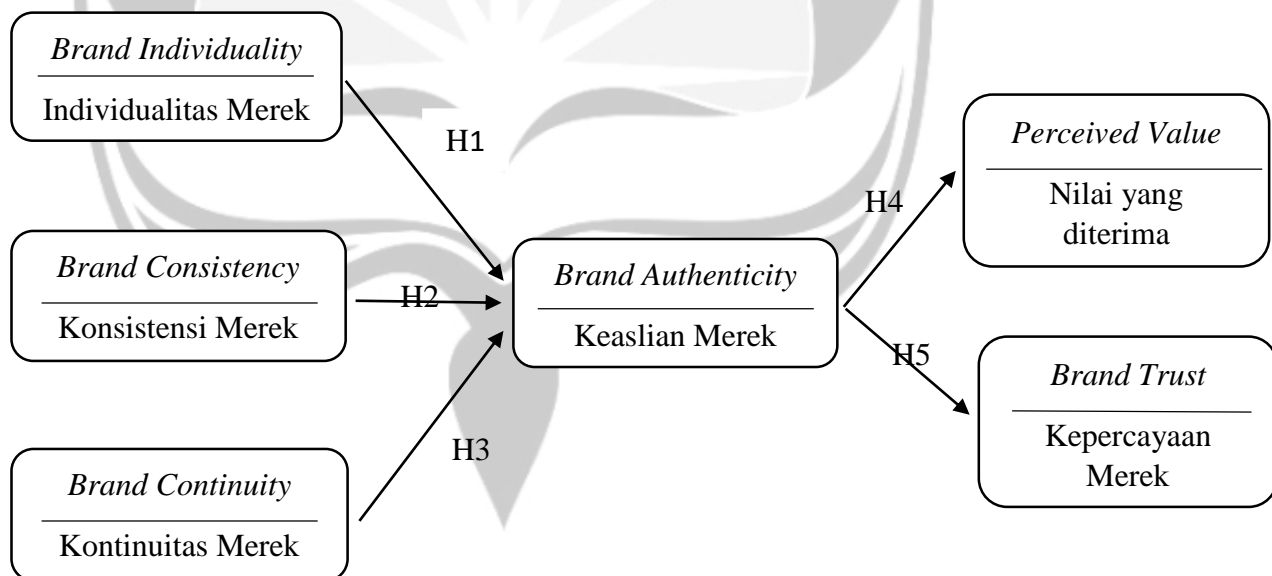 Brand Individuality
Individualitas Merek
H1
Brand Consistency
Konsistensi Merek
H2
Brand Continuity
Kontinuitas Merek
H3
Brand Authenticity
Keaslian Merek
H4
Perceived Value
Nilai yang
diterima
H5
Brand Trust
Kepercayaan
Merek